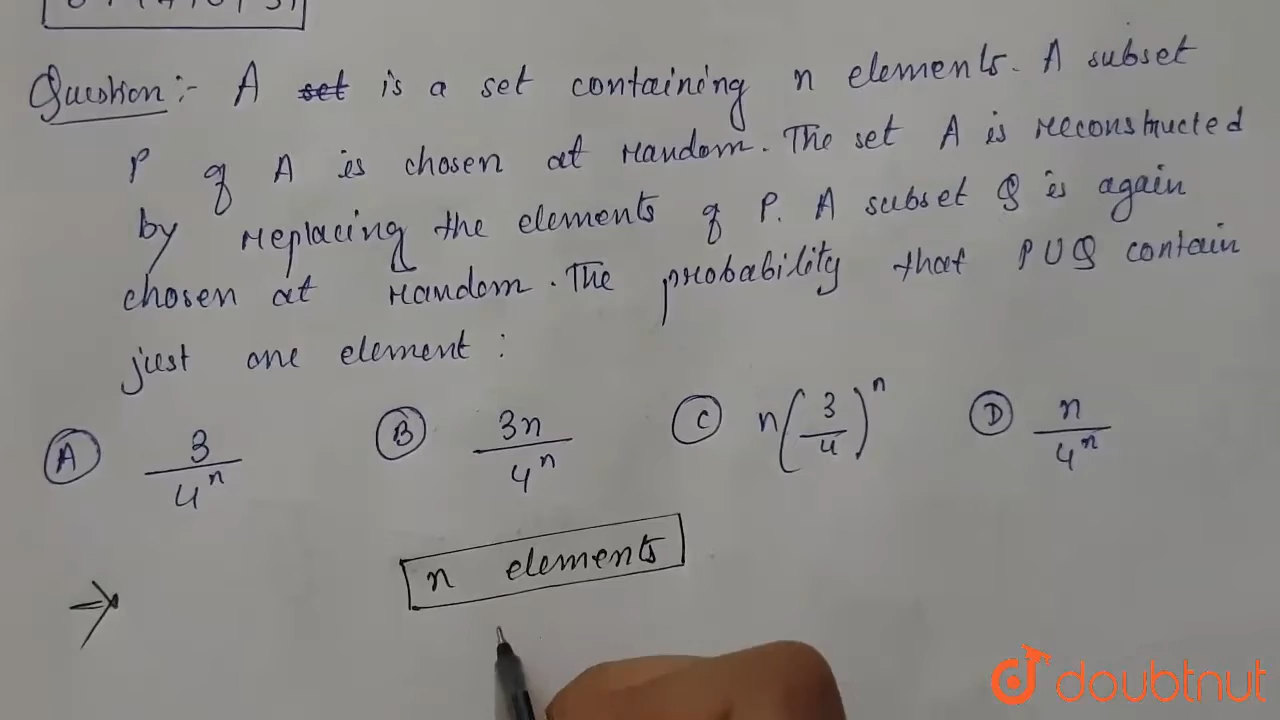 Question:- A set is a set containing n elements. A subset
P of A is chosen at random. The set A is reconstructed
by replacing the elements of P. A subset Q is again
chosen at random. The probability that P∪Q contain
just one element:
(A) 3/4^n (B) 3n/4^n (C) n(3/4)^n (D) n/4^n
n elements
doubtnut